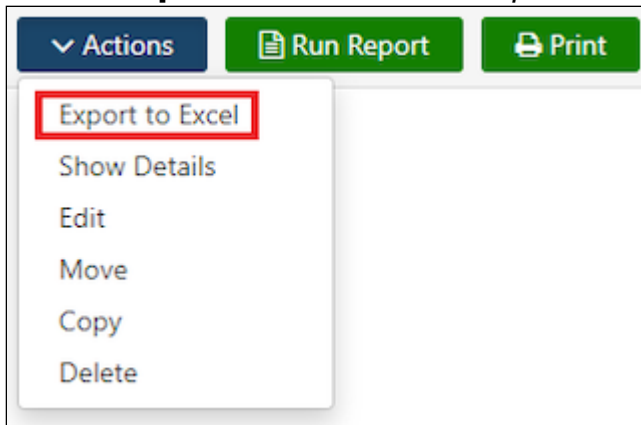 Actions Run Report Print
Export to Excel
Show Details
Edit
Move
Copy
Delete